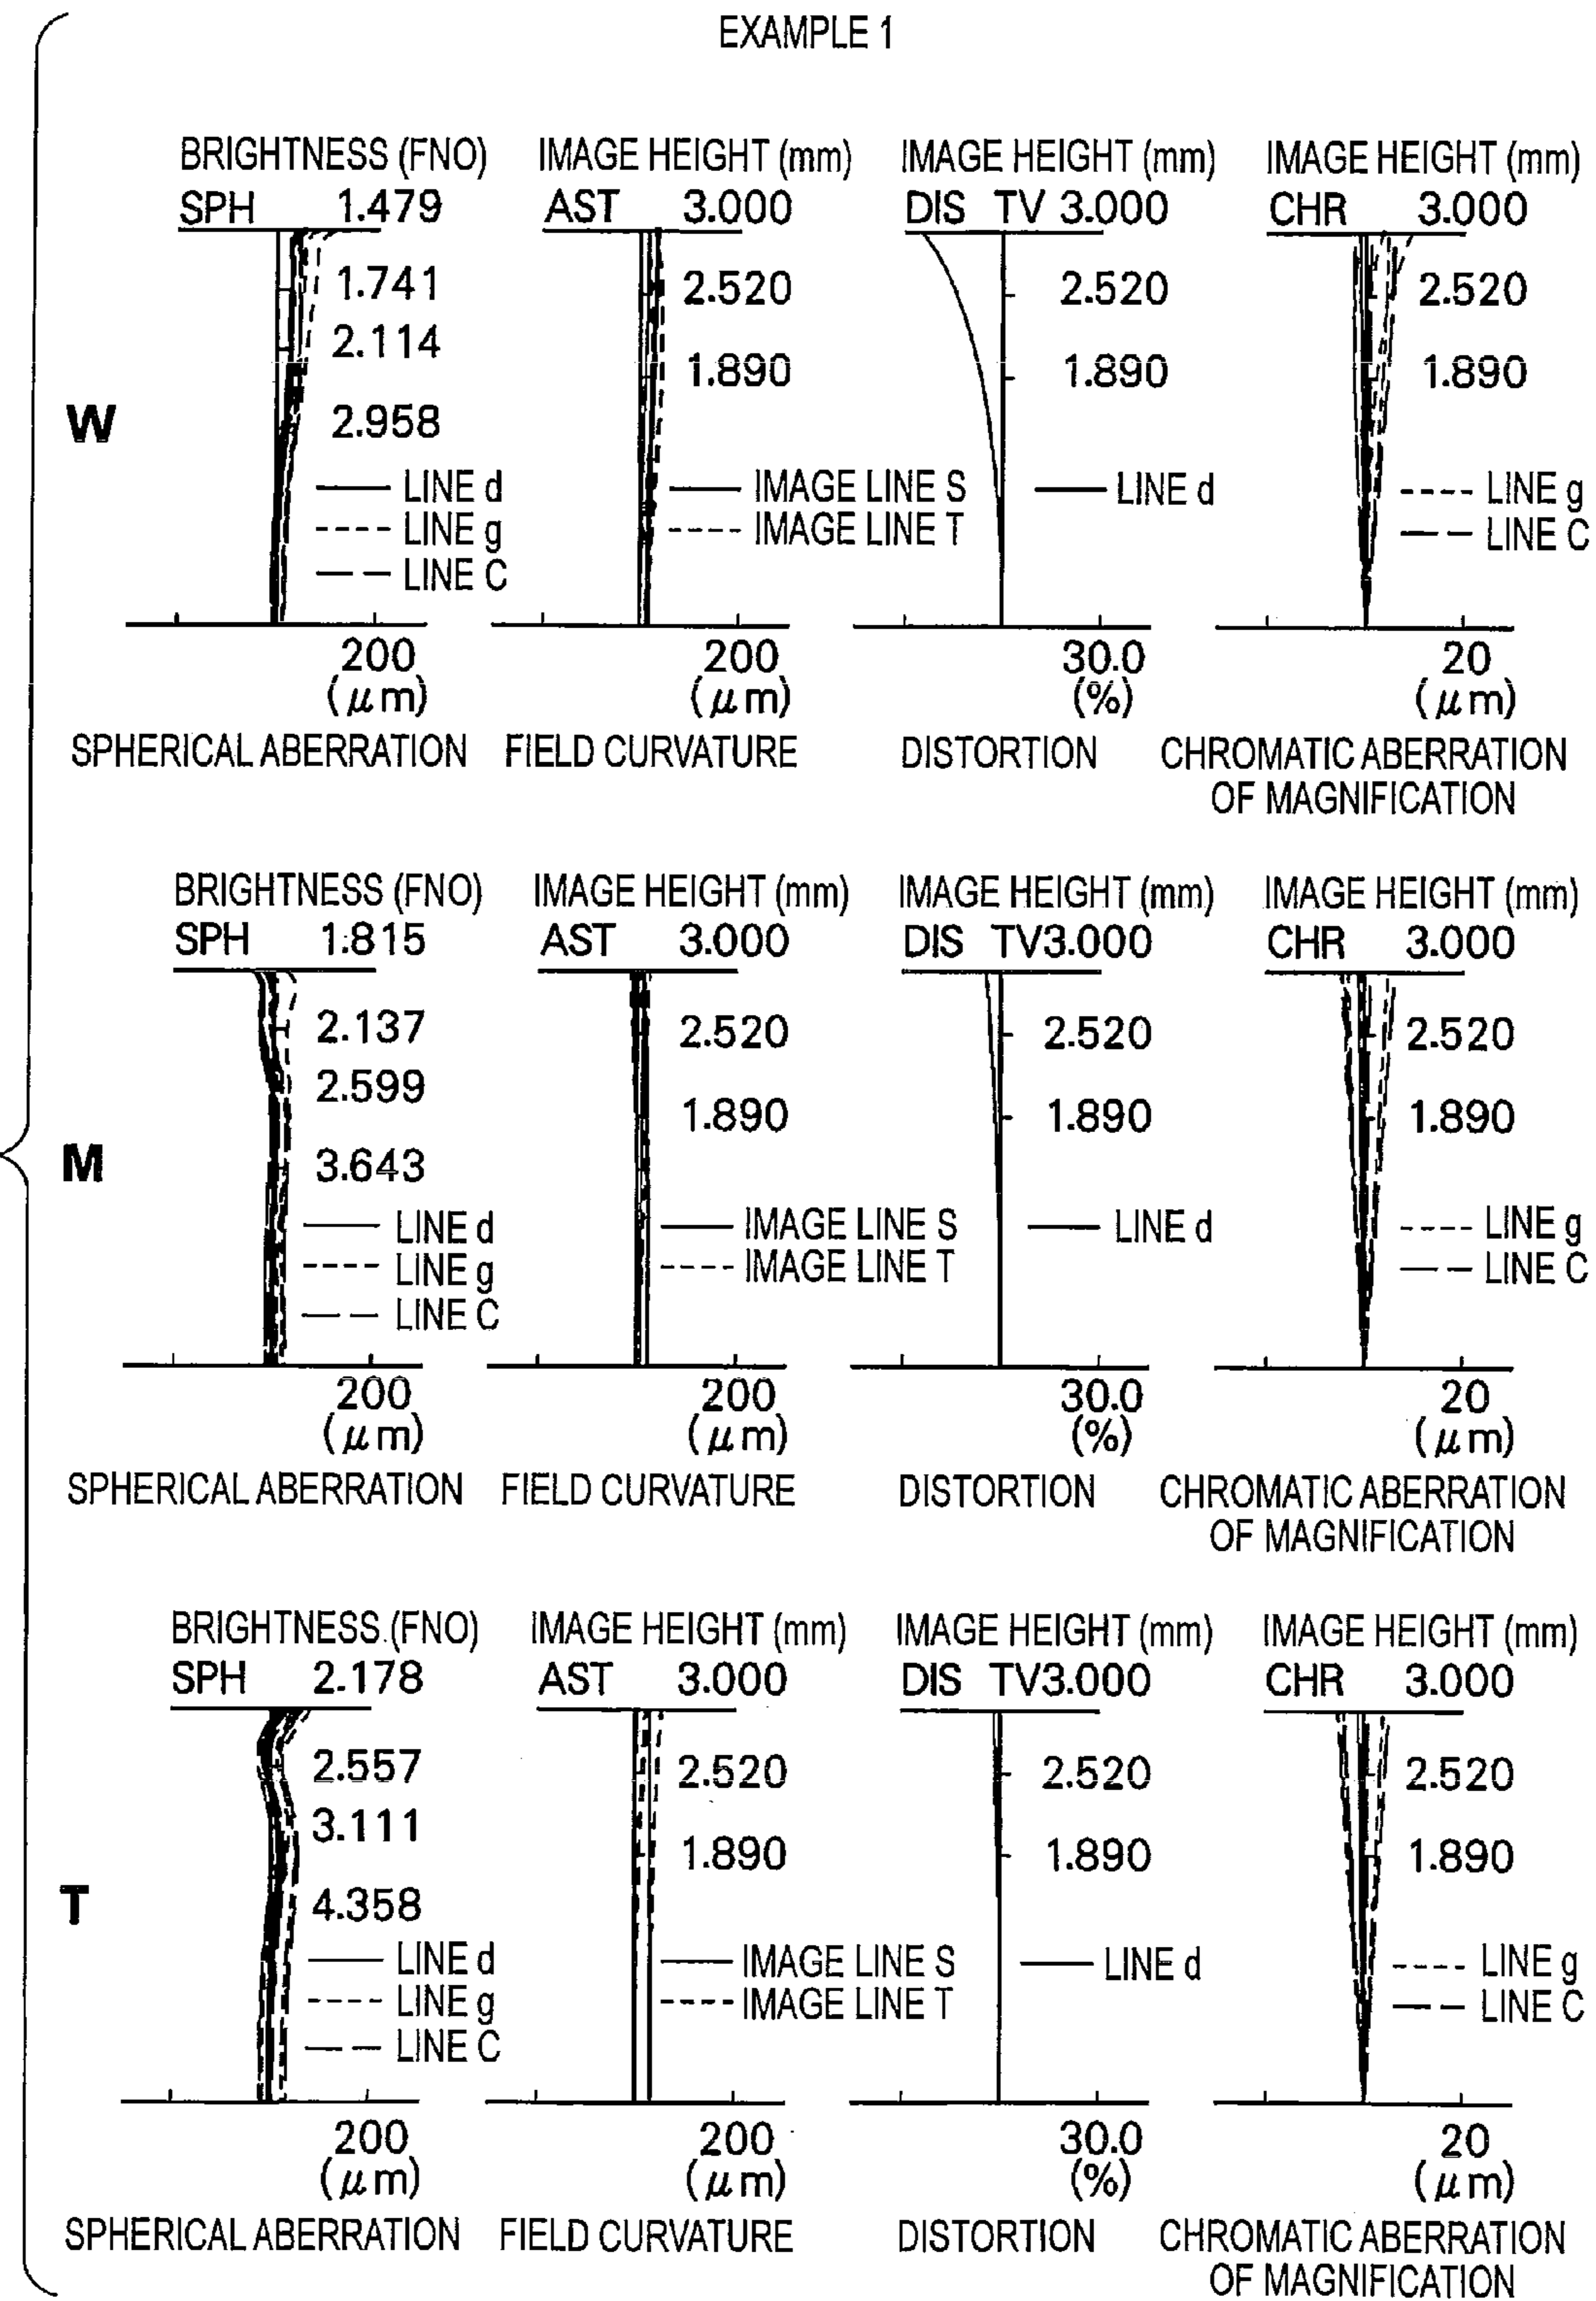 EXAMPLE 1
BRIGHTNESS (FNO) IMAGE HEIGHT (mm) IMAGE HEIGHT (mm) IMAGE HEIGHT (mm)
SPH 1.479 AST 3.000 DIS TV 3.000 CHR 3.000
1.741 2.520 2.520 2.520
2.114 1.890 1.890 1.890
W 2.958
LINE d IMAGE LINE S LINE d LINE g
LINE g IMAGE LINE T LINE C
LINE C
200 200 30.0 20
(μm) (μm) (%) (μm)
SPHERICAL ABERRATION FIELD CURVATURE DISTORTION CHROMATIC ABERRATION
OF MAGNIFICATION
BRIGHTNESS (FNO) IMAGE HEIGHT (mm) IMAGE HEIGHT (mm) IMAGE HEIGHT (mm)
SPH 1.815 AST 3.000 DIS TV3.000 CHR 3.000
2.137 2.520 2.520 2.520
2.599 1.890 1.890 1.890
M 3.643
LINE d IMAGE LINE S LINE d LINE g
LINE g IMAGE LINE T LINE C
LINE C
200 200 30.0 20
(μm) (μm) (%) (μm)
SPHERICAL ABERRATION FIELD CURVATURE DISTORTION CHROMATIC ABERRATION
OF MAGNIFICATION
BRIGHTNESS (FNO) IMAGE HEIGHT (mm) IMAGE HEIGHT (mm) IMAGE HEIGHT (mm)
SPH 2.178 AST 3.000 DIS TV3.000 CHR 3.000
2.557 2.520 2.520 2.520
3.111 1.890 1.890 1.890
T 4.358
LINE d IMAGE LINE S LINE d LINE g
LINE g IMAGE LINE T LINE C
LINE C
200 200 30.0 20
(μm) (μm) (%) (μm)
SPHERICAL ABERRATION FIELD CURVATURE DISTORTION CHROMATIC ABERRATION
OF MAGNIFICATION